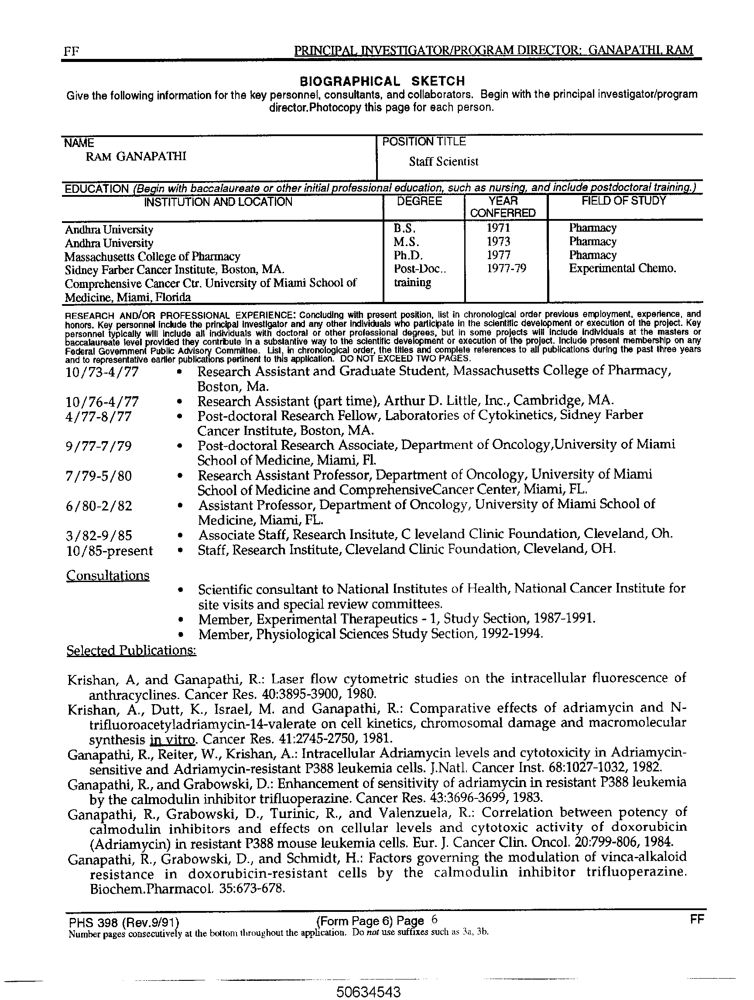 FF PRINCIPAL INVESTIGATOR/PROGRAM DIRECTOR: GANAPATHI, RAM
BIOGRAPHICAL SKETCH
Give the following information for the key personnel, consultants, and collaborators. Begin with the principal investigator/program
director.Photocopy this page for each person.
NAME POSITION TITLE
RAM GANAPATHI Staff Scientist
EDUCATION (Begin with baccalaureate or other initial professional education, such as nursing, and include postdoctoral training.)
INSTITUTION AND LOCATION DEGREE YEAR CONFERRED FIELD OF STUDY
Andhra University B.S. 1971 Pharmacy
Andhra University M.S. 1973 Pharmacy
Massachusetts College of Pharmacy Ph.D. 1977 Pharmacy
Sidney Farber Cancer Institute, Boston, MA. Post-Doc.. 1977-79 Experimental Chemo.
Comprehensive Cancer Ctr. University of Miami School of training
Medicine, Miami, Florida
RESEARCH AND/OR PROFESSIONAL EXPERIENCE: Concluding with present position, list in chronological order previous employment, experience, and
honors. Key personnel include the principal investigator and any other individuals who participate in the scientific development or execution of the project. Key
personnel typically will include all individuals with doctoral or other professional degrees, but in some projects will include individuals at the masters or
baccalaureate level provided they contribute in a substantive way to the scientific development or execution of the project. Include present membership on any
Federal Government Public Advisory Committee. List, in chronological order, the titles and complete references to all publications during the past three years
and to representative earlier publications pertinent to this application. DO NOT EXCEED TWO PAGES.
10/73-4/77 • Research Assistant and Graduate Student, Massachusetts College of Pharmacy,
Boston, Ma.
10/76-4/77 • Research Assistant (part time), Arthur D. Little, Inc., Cambridge, MA.
4/77-8/77 • Post-doctoral Research Fellow, Laboratories of Cytokinetics, Sidney Farber
Cancer Institute, Boston, MA.
9/77-7/79 • Post-doctoral Research Associate, Department of Oncology,University of Miami
School of Medicine, Miami, Fl.
7/79-5/80 • Research Assistant Professor, Department of Oncology, University of Miami
School of Medicine and ComprehensiveCancer Center, Miami, FL.
6/80-2/82 • Assistant Professor, Department of Oncology, University of Miami School of
Medicine, Miami, FL.
3/82-9/85 • Associate Staff, Research Insitute, C leveland Clinic Foundation, Cleveland, Oh.
10/85-present • Staff, Research Institute, Cleveland Clinic Foundation, Cleveland, OH.
Consultations
• Scientific consultant to National Institutes of Health, National Cancer Institute for
site visits and special review committees.
• Member, Experimental Therapeutics - 1, Study Section, 1987-1991.
• Member, Physiological Sciences Study Section, 1992-1994.
Selected Publications:
Krishan, A, and Ganapathi, R.: Laser flow cytometric studies on the intracellular fluorescence of
anthracyclines. Cancer Res. 40:3895-3900, 1980.
Krishan, A., Dutt, K., Israel, M. and Ganapathi, R.: Comparative effects of adriamycin and N-
trifluoroacetyladriamycin-14-valerate on cell kinetics, chromosomal damage and macromolecular
synthesis in vitro. Cancer Res. 41:2745-2750, 1981.
Ganapathi, R., Reiter, W., Krishan, A.: Intracellular Adriamycin levels and cytotoxicity in Adriamycin-
sensitive and Adriamycin-resistant P388 leukemia cells. J.Natl. Cancer Inst. 68:1027-1032, 1982.
Ganapathi, R., and Grabowski, D.: Enhancement of sensitivity of adriamycin in resistant P388 leukemia
by the calmodulin inhibitor trifluoperazine. Cancer Res. 43:3696-3699, 1983.
Ganapathi, R., Grabowski, D., Turinic, R., and Valenzuela, R.: Correlation between potency of
calmodulin inhibitors and effects on cellular levels and cytotoxic activity of doxorubicin
(Adriamycin) in resistant P388 mouse leukemia cells. Eur. J. Cancer Clin. Oncol. 20:799-806, 1984.
Ganapathi, R., Grabowski, D., and Schmidt, H.: Factors governing the modulation of vinca-alkaloid
resistance in doxorubicin-resistant cells by the calmodulin inhibitor trifluoperazine.
Biochem.Pharmacol. 35:673-678.
PHS 398 (Rev.9/91) (Form Page 6) Page 6 FF
Number pages consecutively at the bottom throughout the application. Do not use suffixes such as 3a, 3b.
50634543